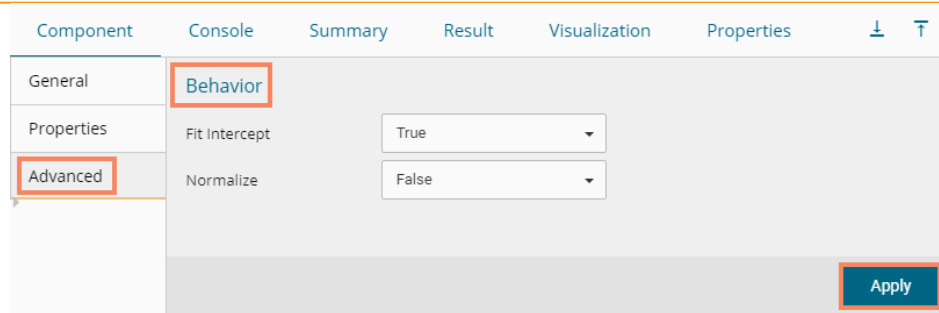 Component Console Summary Result Visualization Properties
General
Behavior
Properties
Fit Intercept True
Advanced
Normalize False
Apply